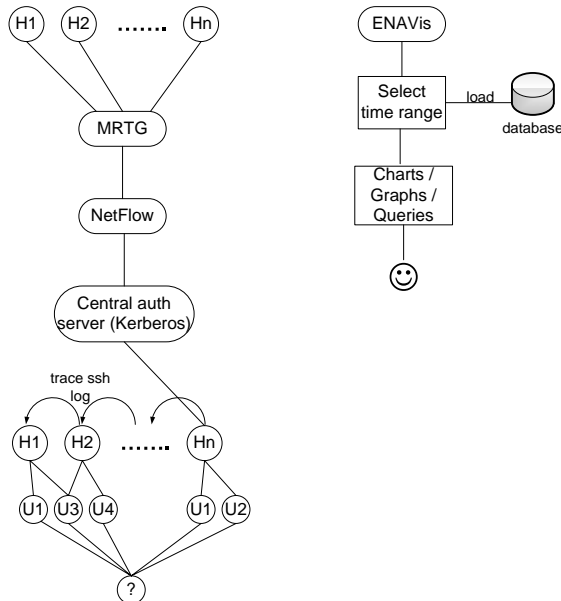 H1 H2 ........ Hn
MRTG
NetFlow
Central auth
server (Kerberos)
trace ssh
log
H1 H2 ........ Hn
U1 U3 U4 U1 U2
?
ENAVis
Select
time range
load
database
Charts /
Graphs /
Queries